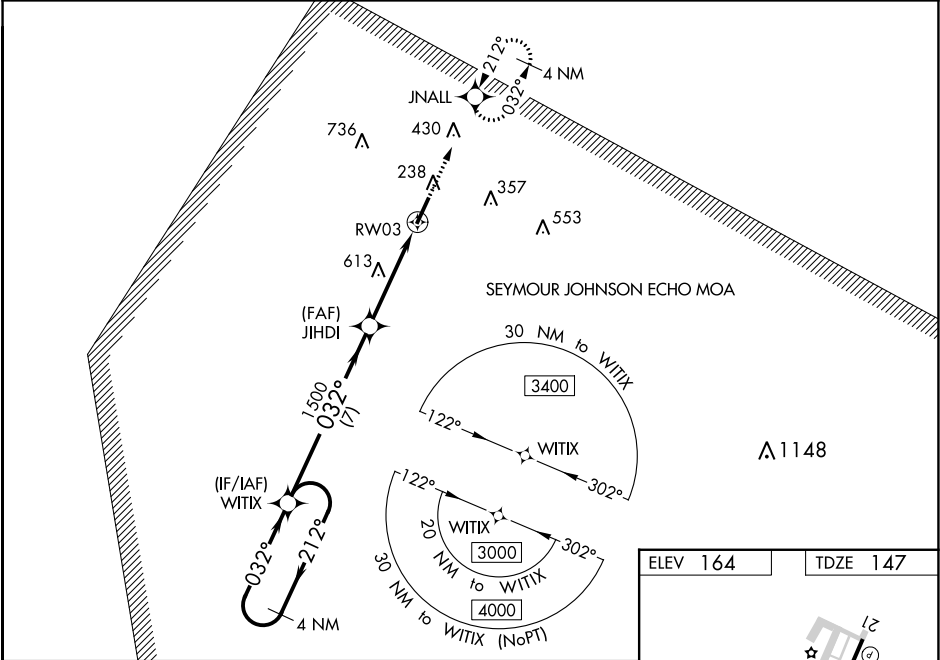 212°
032°
4 NM
JNALL
736
430
238
357
553
RW03
613
SEYMOUR JOHNSON ECHO MOA
(FAF)
JIHDI
1500
032°
(7)
30 NM to WITIX
3400
122°
WITIX
302°
1148
(IF/IAF)
WITIX
122°
WITIX
302°
20 NM to WITIX
3000
30 NM to WITIX (NoPT)
4000
032°
212°
4 NM
ELEV 164
TDZE 147
21
P